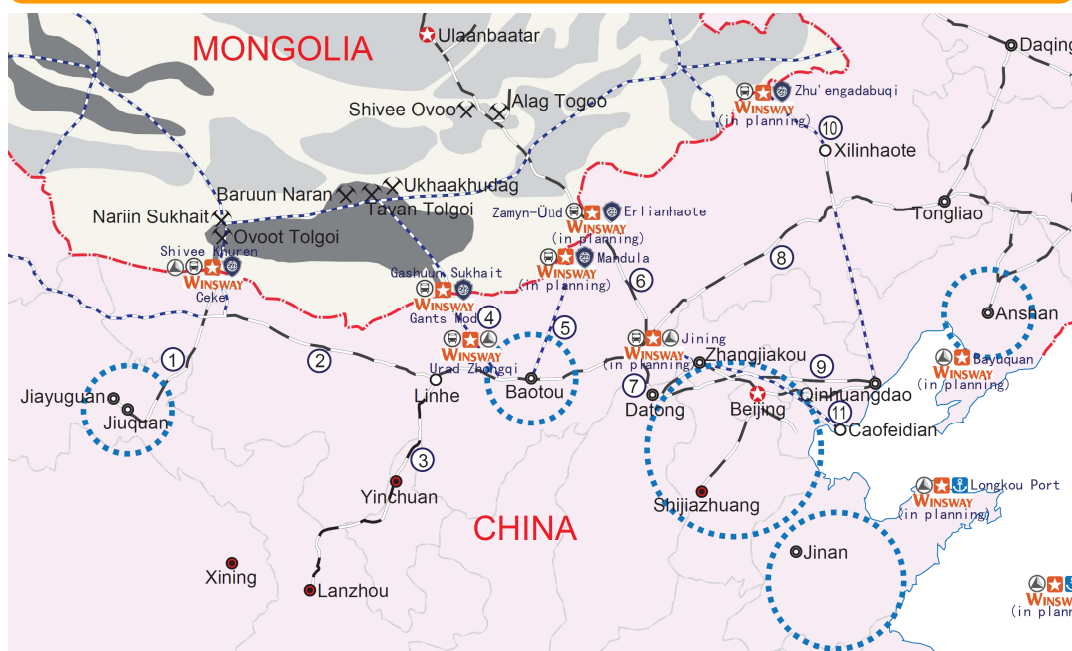 MONGOLIA
Ulaanbaatar
Daqing
Shivee Ovoo
Alag Togoo
Zhu'engadabuqi
WINSWAY
(in planning)
10
Xilinhaote
Baruun Naran
Ukhaakhudag
Tavan Tolgoi
Nariin Sukhait
Ovoot Tolgoi
Zamyn-Üüd
Erlianhaote
WINSWAY
(in planning)
Tongliao
Shivee Khuren
WINSWAY
Ceke
Gashuun Sukhait
WINSWAY
Gants Mod
Mandula
WINSWAY
(in planning)
8
6
4
5
WINSWAY
Urad Zhongqi
Jining
WINSWAY
(in planning)
Anshan
Bayuquan
WINSWAY
(in planning)
1
2
Zhangjiakou
9
7
Jiayuguan
Jiuquan
Linhe
Baotou
Datong
Beijing
Qinhuangdao
11
Caofeidian
3
Yinchuan
Shijiazhuang
Longkou Port
WINSWAY
(in planning)
CHINA
Jinan
Xining
Lanzhou
WINSW
(in plann